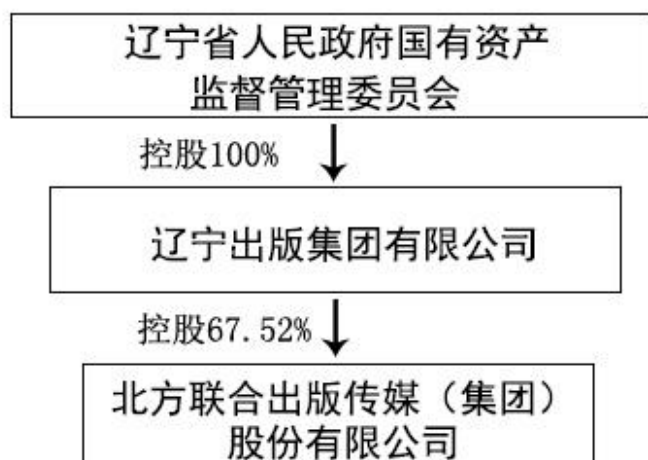 辽宁省人民政府国有资产
监督管理委员会
控股100%
辽宁出版集团有限公司
控股67.52%
北方联合出版传媒（集团）
股份有限公司